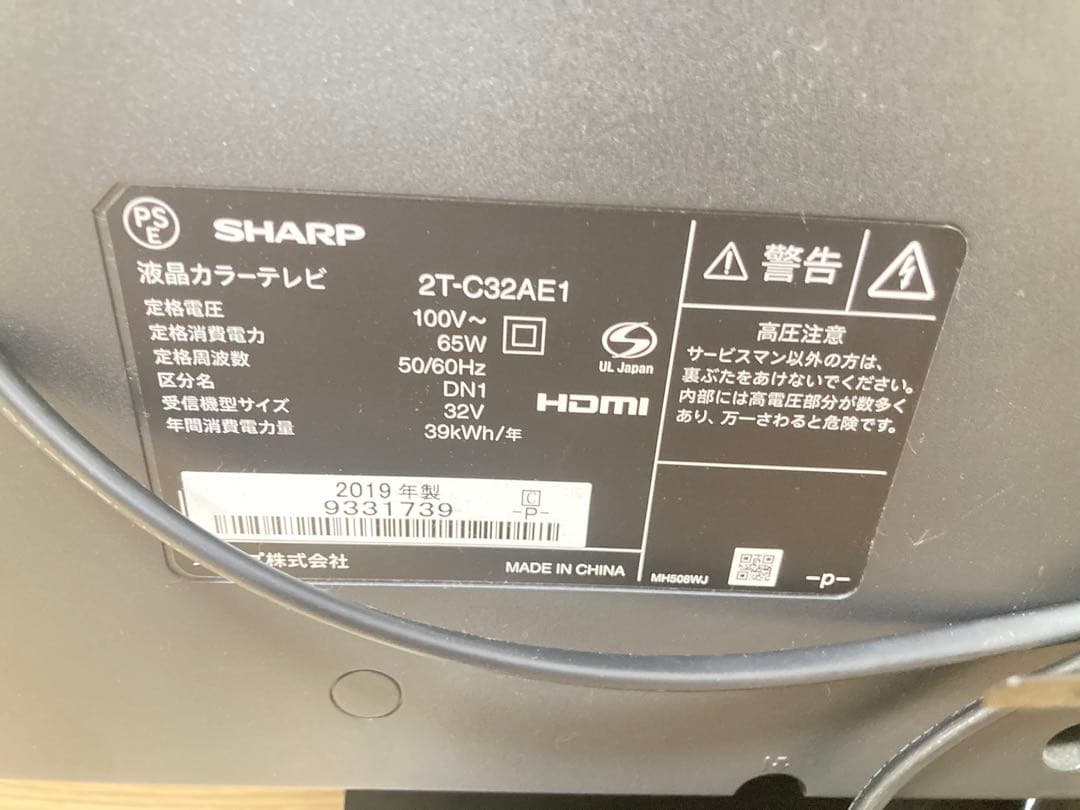 PSE
SHARP
液晶カラーテレビ 2T-C32AE1
定格電圧 100V～
定格消費電力 65W
定格周波数 50/60Hz
区分名 DN1
受信機型サイズ 32V
年間消費電力量 39kWh/年
UL Japan
HDMI
2019年製 C
9331739 -P-
株式会社
MADE IN CHINA
警告
高圧注意
サービスマン以外の方は、
裏ぶたをあけないでください。
内部には高電圧部分が数多く
あり、万一さわると危険です。
MH508WJ -p-